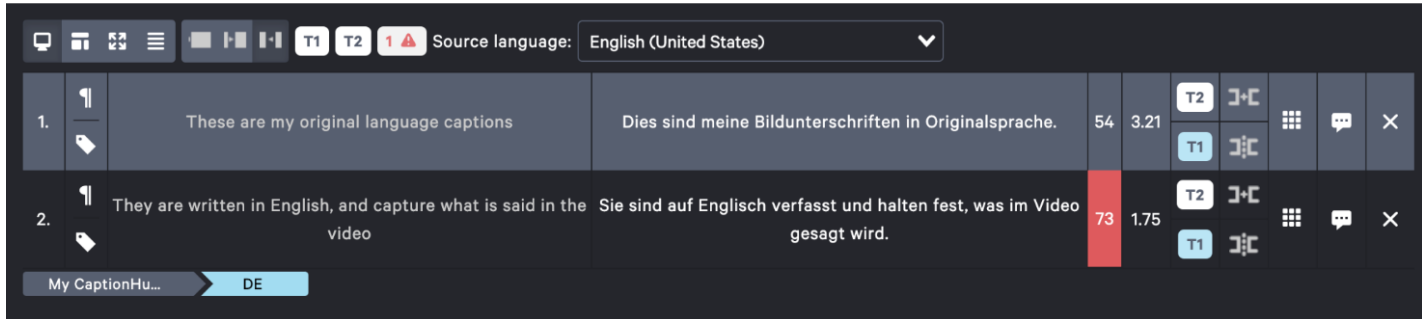 T1 T2 1 Source language: English (United States)
1. ¶ These are my original language captions Dies sind meine Bildunterschriften in Originalsprache. 54 3.21 T2
T1
2. ¶ They are written in English, and capture what is said in the Sie sind auf Englisch verfasst und halten fest, was im Video 73 1.75 T2
video gesagt wird. T1
My CaptionHu... DE